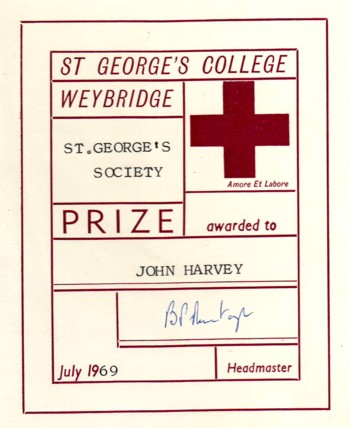 ST GEORGE'S COLLEGE
WEYBRIDGE
ST.GEORGE'S
SOCIETY
Amore Et Labore
PRIZE
awarded to
JOHN HARVEY
July 1969
Headmaster